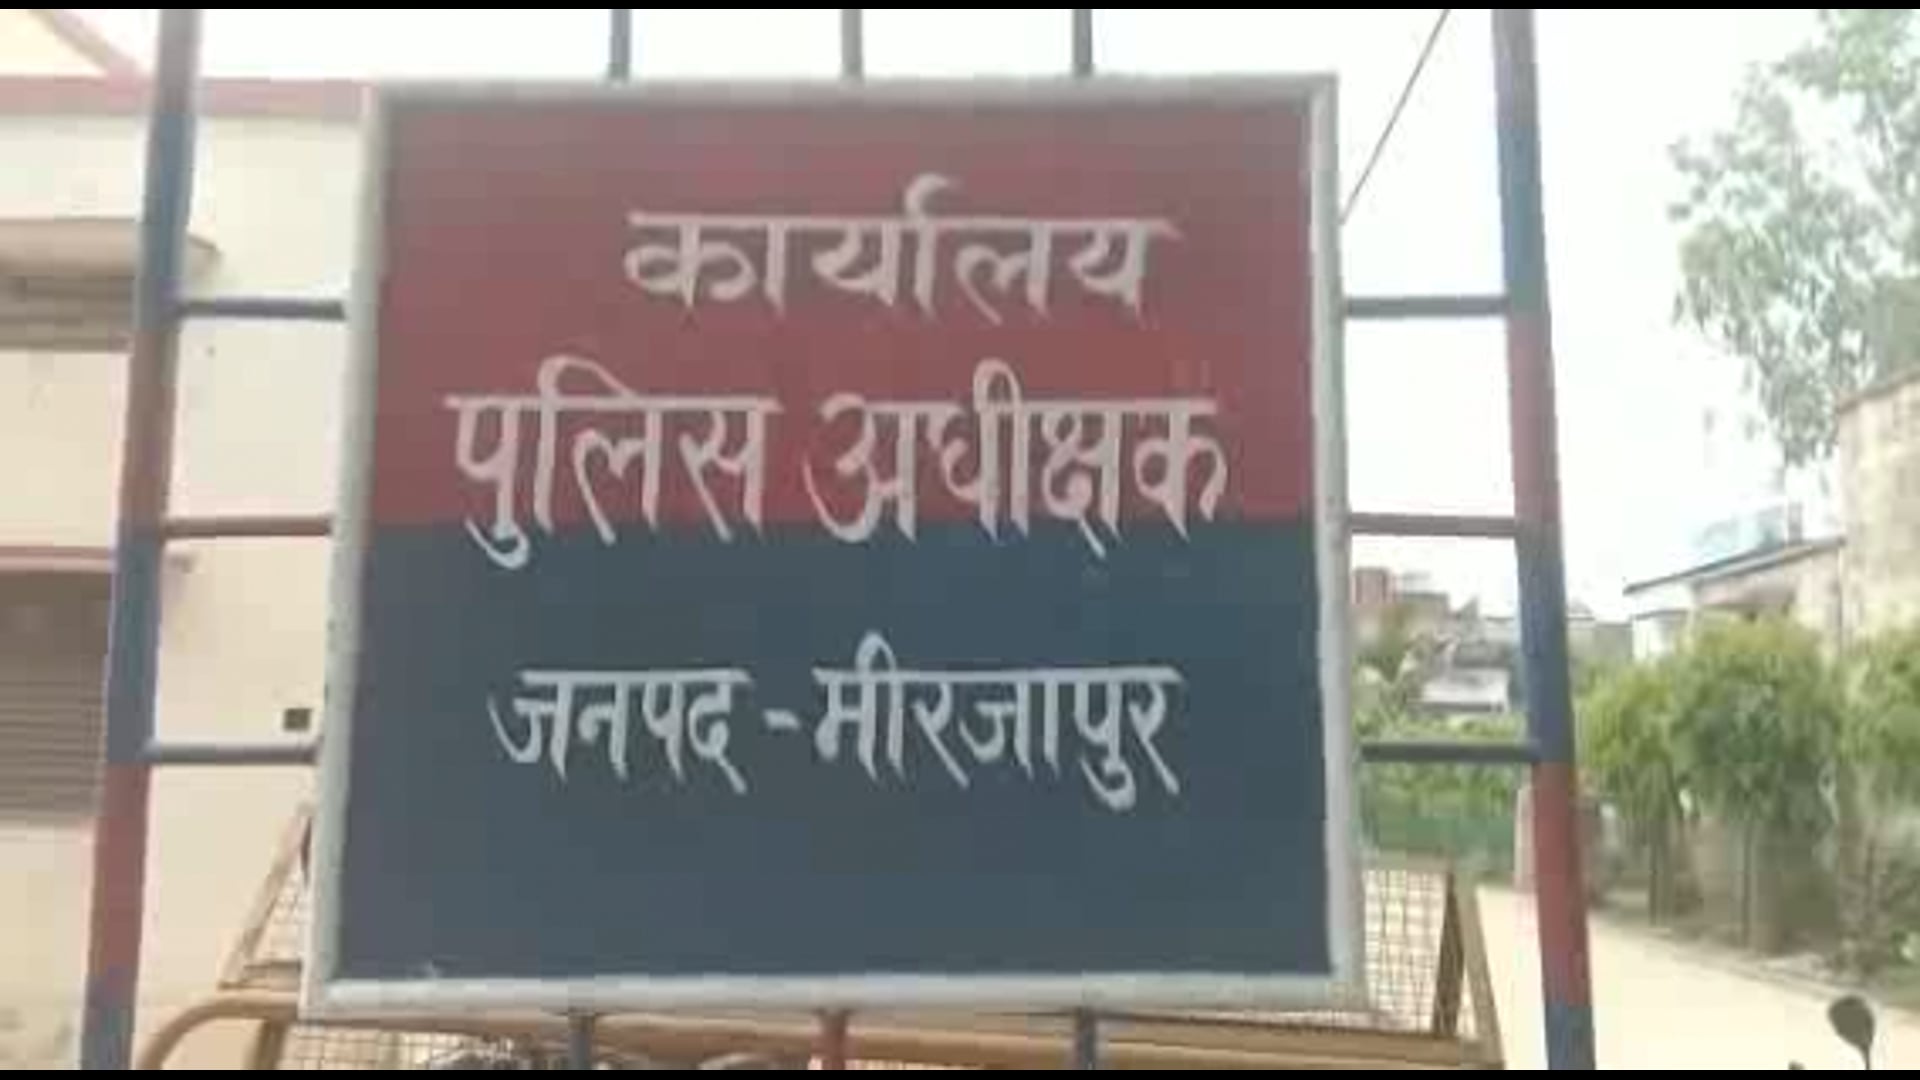 कार्यालय
पुलिस अधीक्षक
जनपद - मीरजापुर